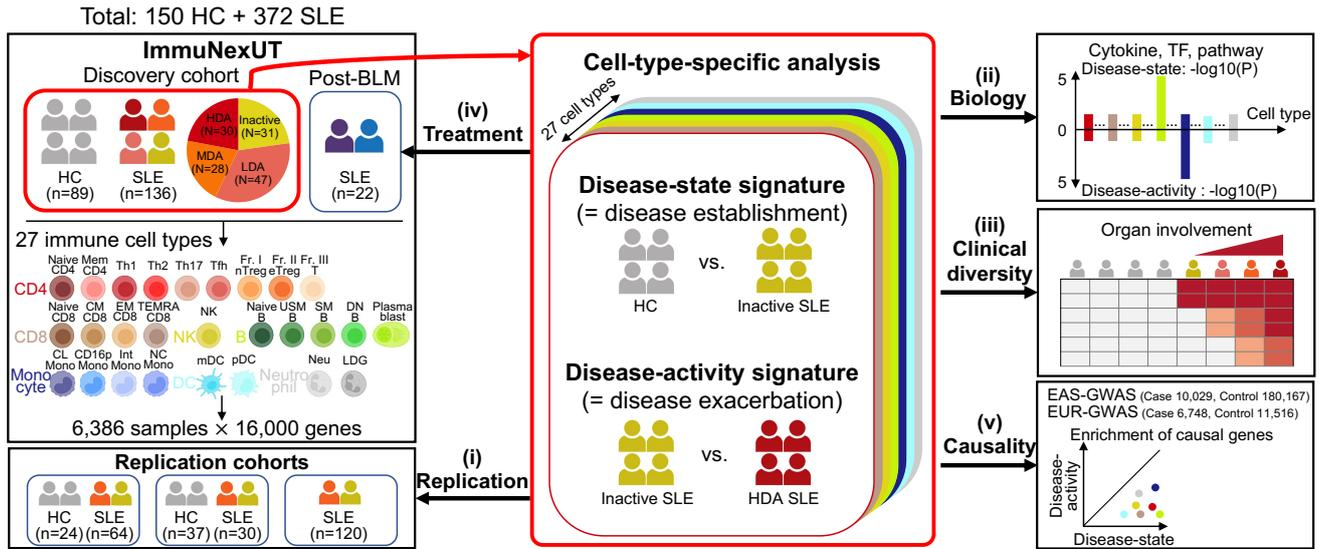 Total: 150 HC + 372 SLE
ImmuNexUT
Discovery cohort
Post-BLM
HC
(n=89)
SLE
(n=136)
HDA
(N=30)
Inactive
(N=31)
MDA
(N=28)
LDA
(N=47)
SLE
(n=22)
27 immune cell types
CD4
Naive
CD4
Mem
CD4
Th1
Th2
Th17
Tfh
Fr. I
nTreg
Fr. II
eTreg
Fr. III
T
CD8
Naive
CD8
CM
CD8
EM
CD8
TEMRA
CD8
NK
NK
B
Naive
B
USM
B
SM
B
DN
B
Plasma
blast
Mono
cyte
CL
Mono
CD16p
Mono
Int
Mono
NC
Mono
DC
mDC
pDC
Neutro
phil
Neu
LDG
6,386 samples × 16,000 genes
Replication cohorts
HC
(n=24)
SLE
(n=64)
HC
(n=37)
SLE
(n=30)
SLE
(n=120)
(iv)
Treatment
(i)
Replication
Cell-type-specific analysis
27 cell types
Disease-state signature
(= disease establishment)
HC
vs.
Inactive SLE
Disease-activity signature
(= disease exacerbation)
Inactive SLE
vs.
HDA SLE
(ii)
Biology
(iii)
Clinical
diversity
(v)
Causality
Cytokine, TF, pathway
Disease-state: -log10(P)
5
Cell type
0
5
Disease-activity : -log10(P)
Organ involvement
EAS-GWAS (Case 10,029, Control 180,167)
EUR-GWAS (Case 6,748, Control 11,516)
Enrichment of causal genes
Disease-
activity
Disease-state